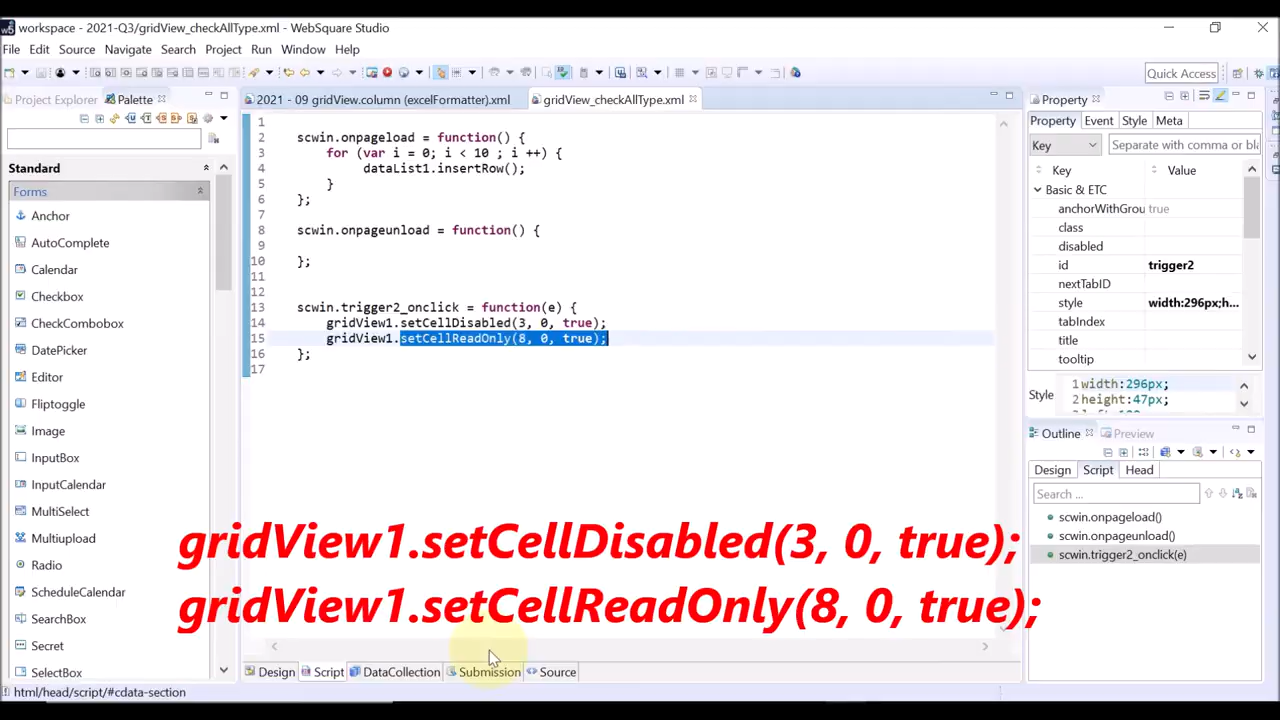 workspace - 2021-Q3/gridView_checkAllType.xml - WebSquare Studio
File Edit Source Navigate Search Project Run Window Help
Quick Access
Project Explorer Palette
2021 - 09 gridView.column (excelFormatter).xml gridView_checkAllType.xml
Standard
Forms
Anchor
AutoComplete
Calendar
Checkbox
CheckCombobox
DatePicker
Editor
Fliptoggle
Image
InputBox
InputCalendar
MultiSelect
Multiupload
Radio
ScheduleCalendar
SearchBox
Secret
SelectBox
1
2 scwin.onpageload = function() {
3 for (var i = 0; i < 10 ; i ++) {
4 dataList1.insertRow();
5 }
6 };
7
8 scwin.onpageunload = function() {
9
10 };
11
12
13 scwin.trigger2_onclick = function(e) {
14 gridView1.setCellDisabled(3, 0, true);
15 gridView1.setCellReadOnly(8, 0, true);
16 };
17
gridView1.setCellDisabled(3, 0, true);
gridView1.setCellReadOnly(8, 0, true);
Design Script DataCollection Submission Source
html/head/script/#cdata-section
Property
Property Event Style Meta
Key Separate with comma or bla
Key Value
Basic & ETC
anchorWithGrou true
class
disabled
id trigger2
nextTabID
style width:296px;h...
tabIndex
title
tooltip
Style
1 width:296px;
2 height:47px;
Outline Preview
Design Script Head
Search ...
scwin.onpageload()
scwin.onpageunload()
scwin.trigger2_onclick(e)